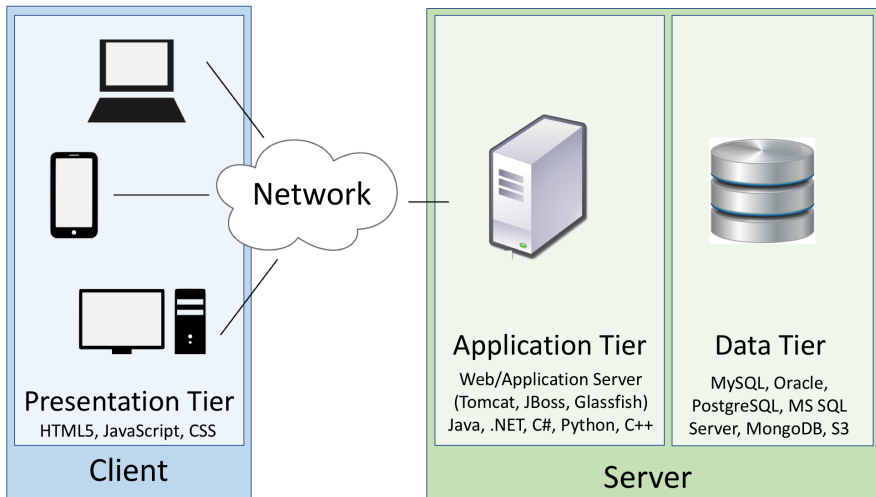 Network
Presentation Tier
HTML5, JavaScript, CSS
Client
Application Tier
Web/Application Server
(Tomcat, JBoss, Glassfish)
Java, .NET, C#, Python, C++
Data Tier
MySQL, Oracle,
PostgreSQL, MS SQL
Server, MongoDB, S3
Server